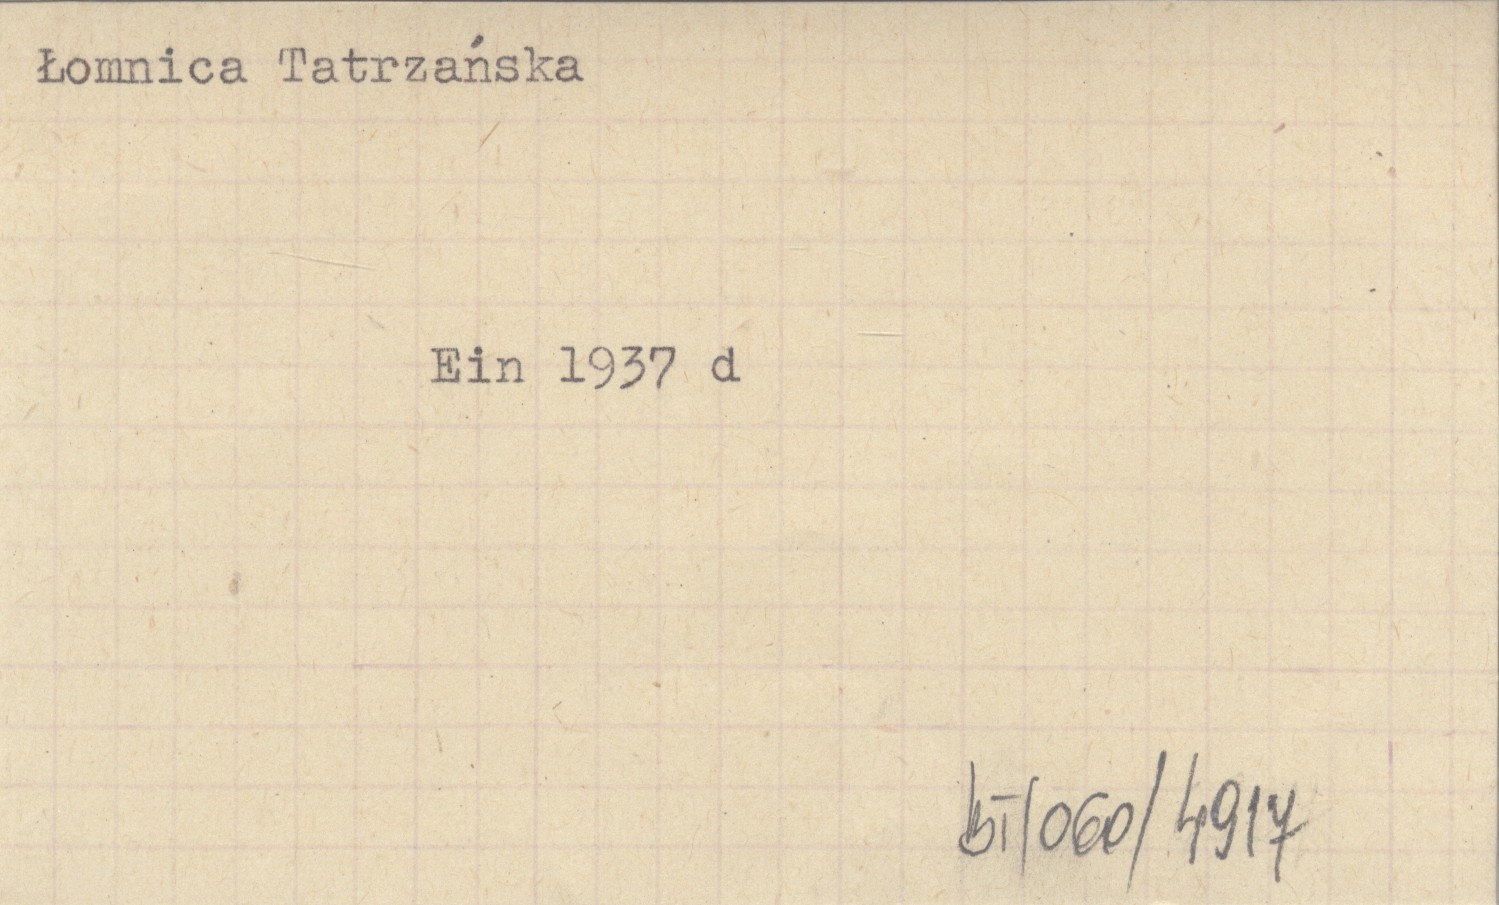 Łomnica Tatrzańska
Ein 1937 d
bI/060/4917